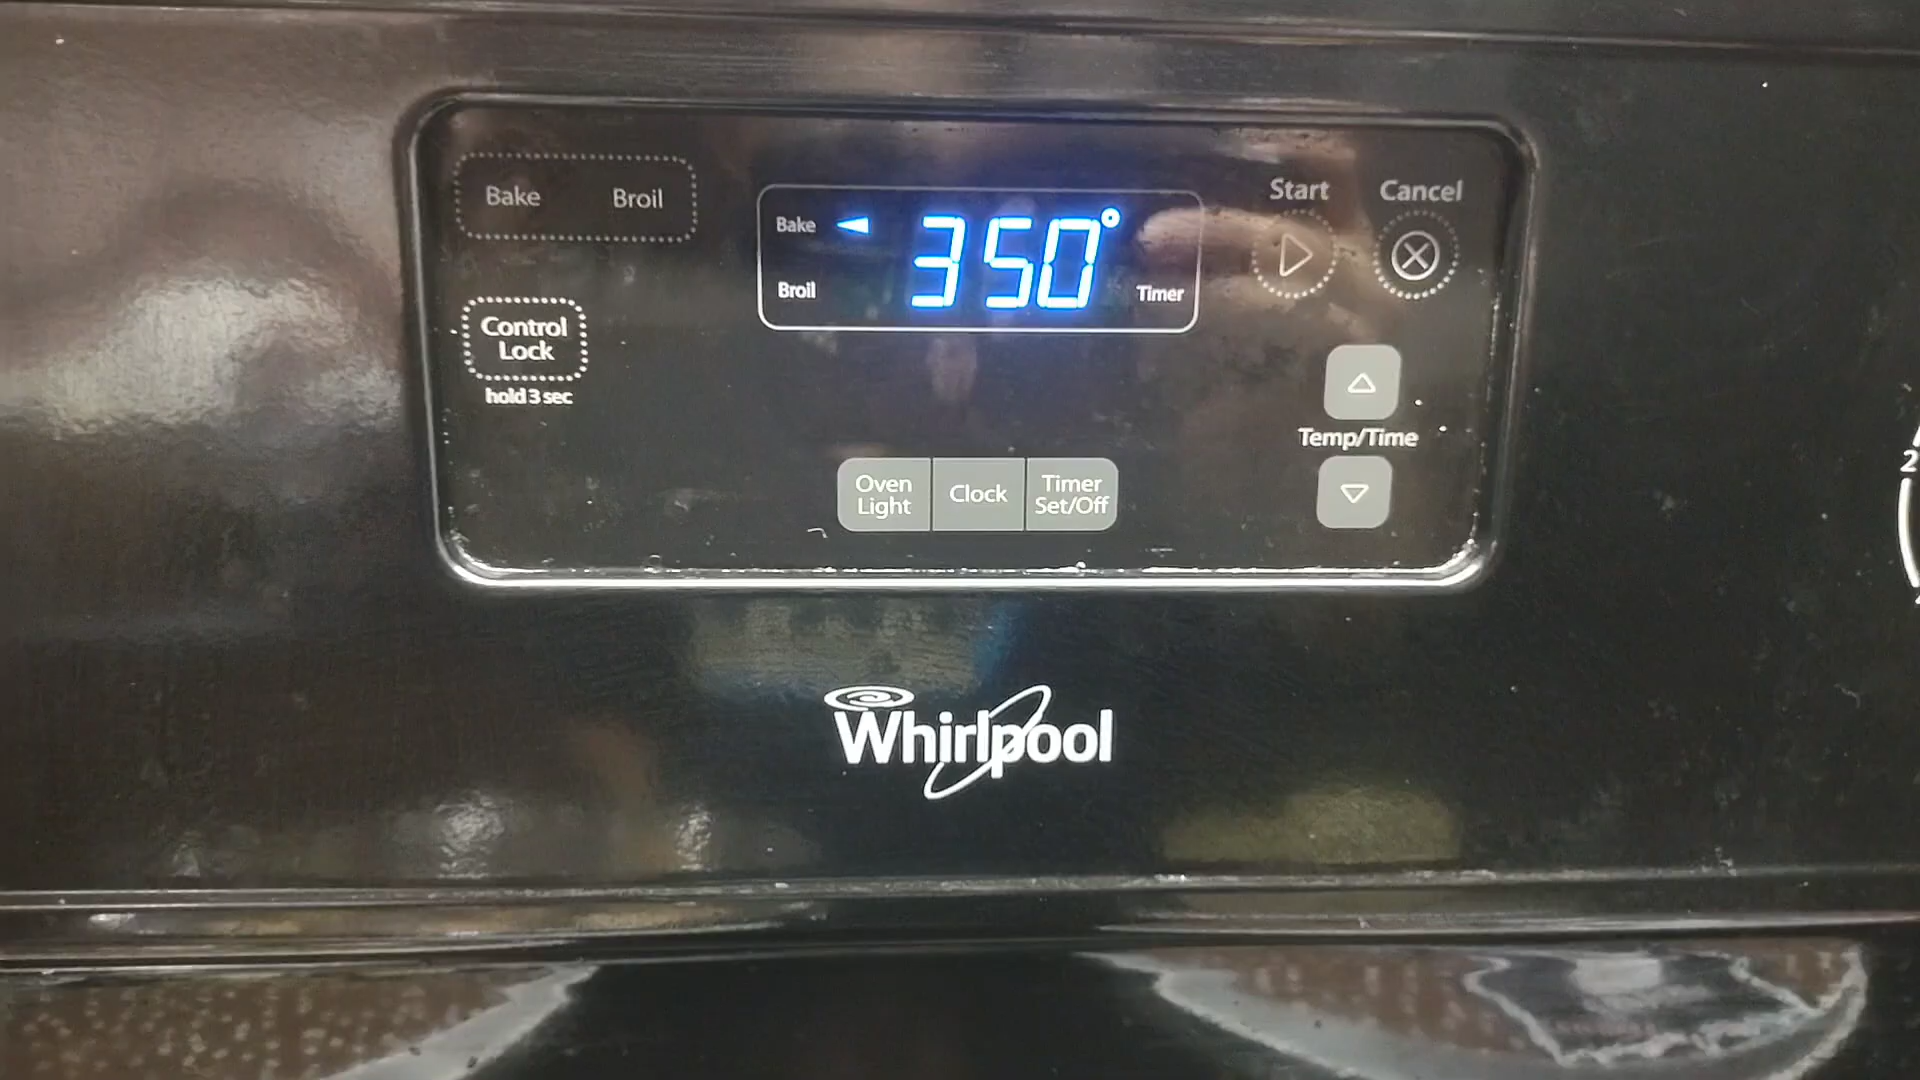 Bake Broil
Start Cancel
Bake 350°
Broil Timer
Control
Lock
hold 3 sec
Temp/Time
Oven
Light
Clock
Timer
Set/Off
2
Whirlpool